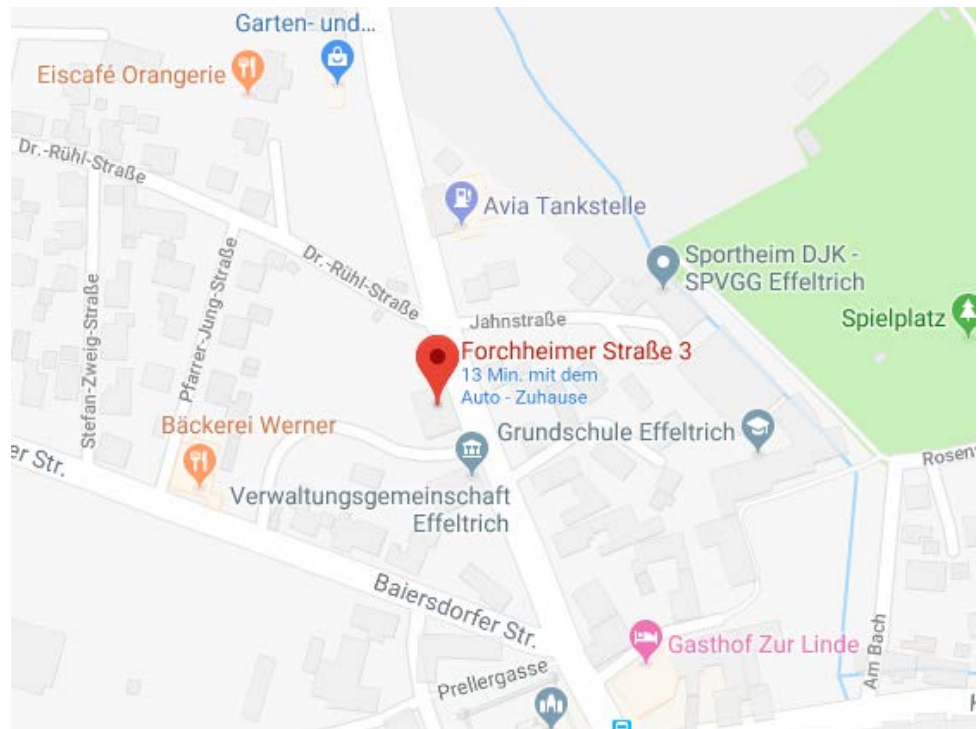 Garten- und...
Eiscafé Orangerie
Dr.-Rühl-Straße
Avia Tankstelle
Sportheim DJK -
SPVGG Effeltrich
Dr.-Rühl-Straße
Pfarrer-Jung-Straße
Stefan-Zweig-Straße
Jahnstraße
Spielplatz
Forchheimer Straße 3
13 Min. mit dem
Auto - Zuhause
Bäckerei Werner
Grundschule Effeltrich
er Str.
Rosen
Verwaltungsgemeinschaft
Effeltrich
Baiersdorfer Str.
Gasthof Zur Linde
Am Bach
Prellergasse